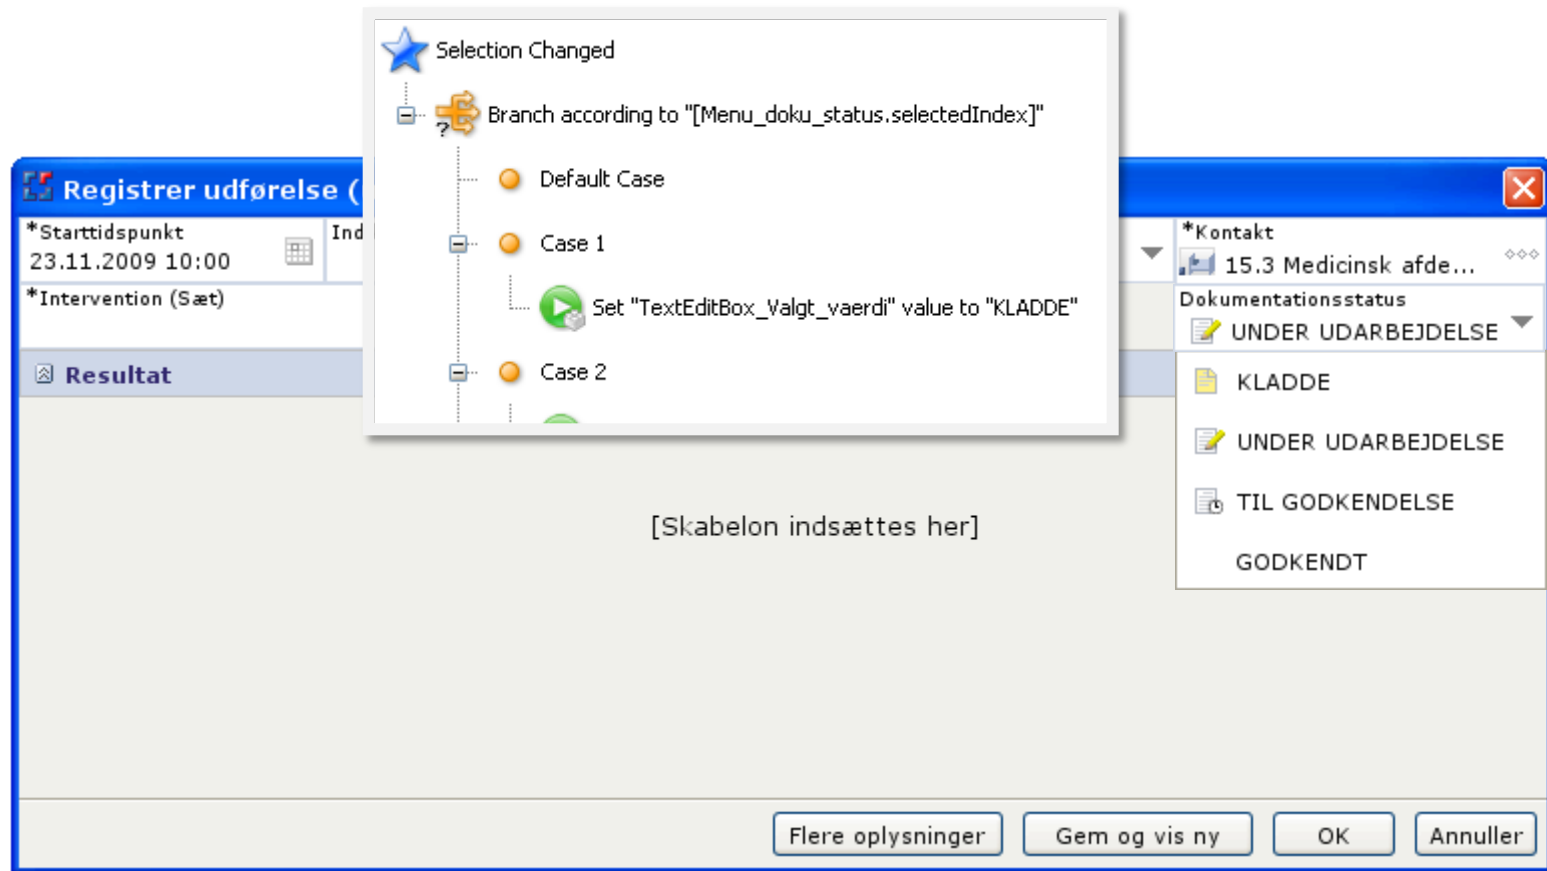 Selection Changed
Branch according to "[Menu_doku_status.selectedIndex]"
Default Case
Case 1
Set "TextEditBox_Valgt_vaerdi" value to "KLADDE"
Case 2
Registrer udførelse (
*Starttidspunkt
23.11.2009 10:00
Ind
*Kontakt
15.3 Medicinsk afde...
*Intervention (Sæt)
Dokumentationsstatus
UNDER UDARBEJDELSE
Resultat
KLADDE
UNDER UDARBEJDELSE
TIL GODKENDELSE
GODKENDT
[Skabelon indsættes her]
Flere oplysninger
Gem og vis ny
OK
Annuller